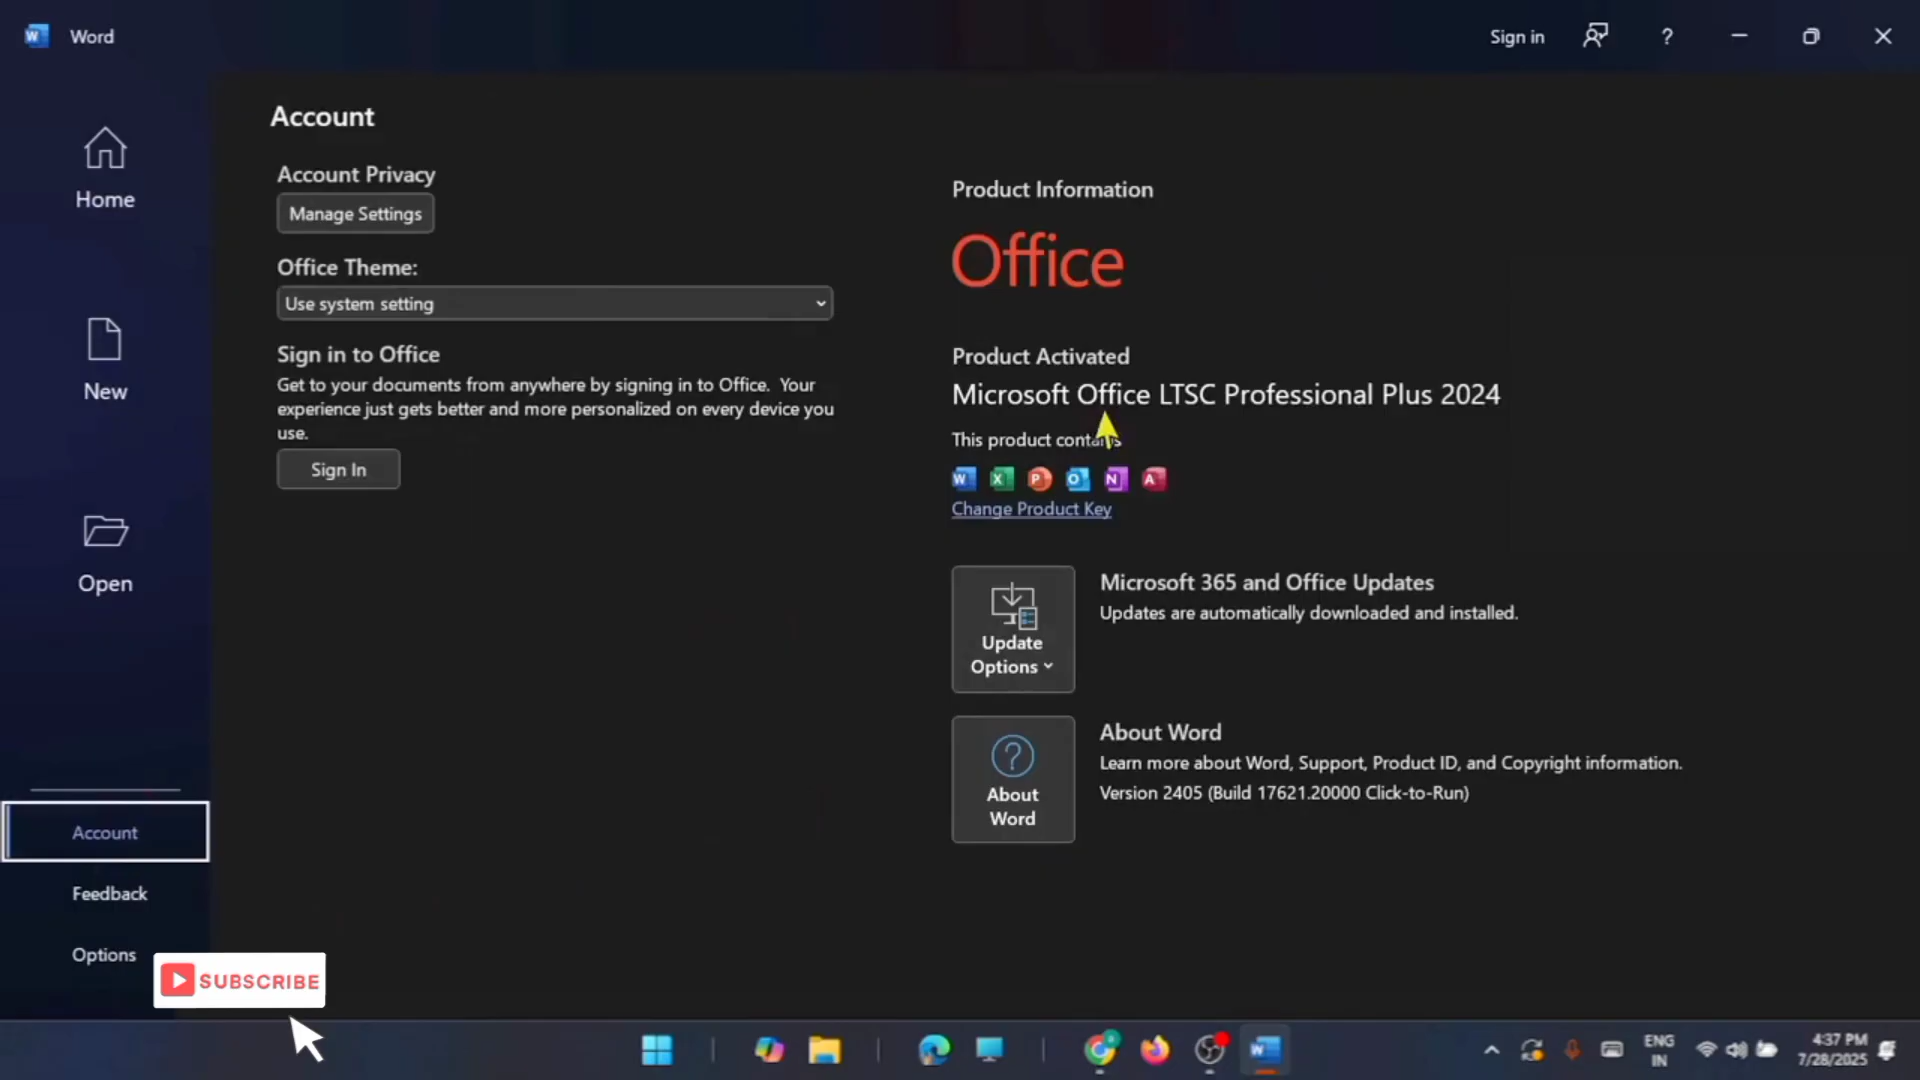 Word
Sign in
?
Home
New
Open
Account
Feedback
Options
Account
Account Privacy
Manage Settings
Office Theme:
Use system setting
Sign in to Office
Get to your documents from anywhere by signing in to Office. Your
experience just gets better and more personalized on every device you
use.
Sign In
Product Information
Office
Product Activated
Microsoft Office LTSC Professional Plus 2024
This product contains
Change Product Key
Update
Options
Microsoft 365 and Office Updates
Updates are automatically downloaded and installed.
About
Word
About Word
Learn more about Word, Support, Product ID, and Copyright information.
Version 2405 (Build 17621.20000 Click-to-Run)
SUBSCRIBE
ENG
IN
4:37 PM
7/28/2025